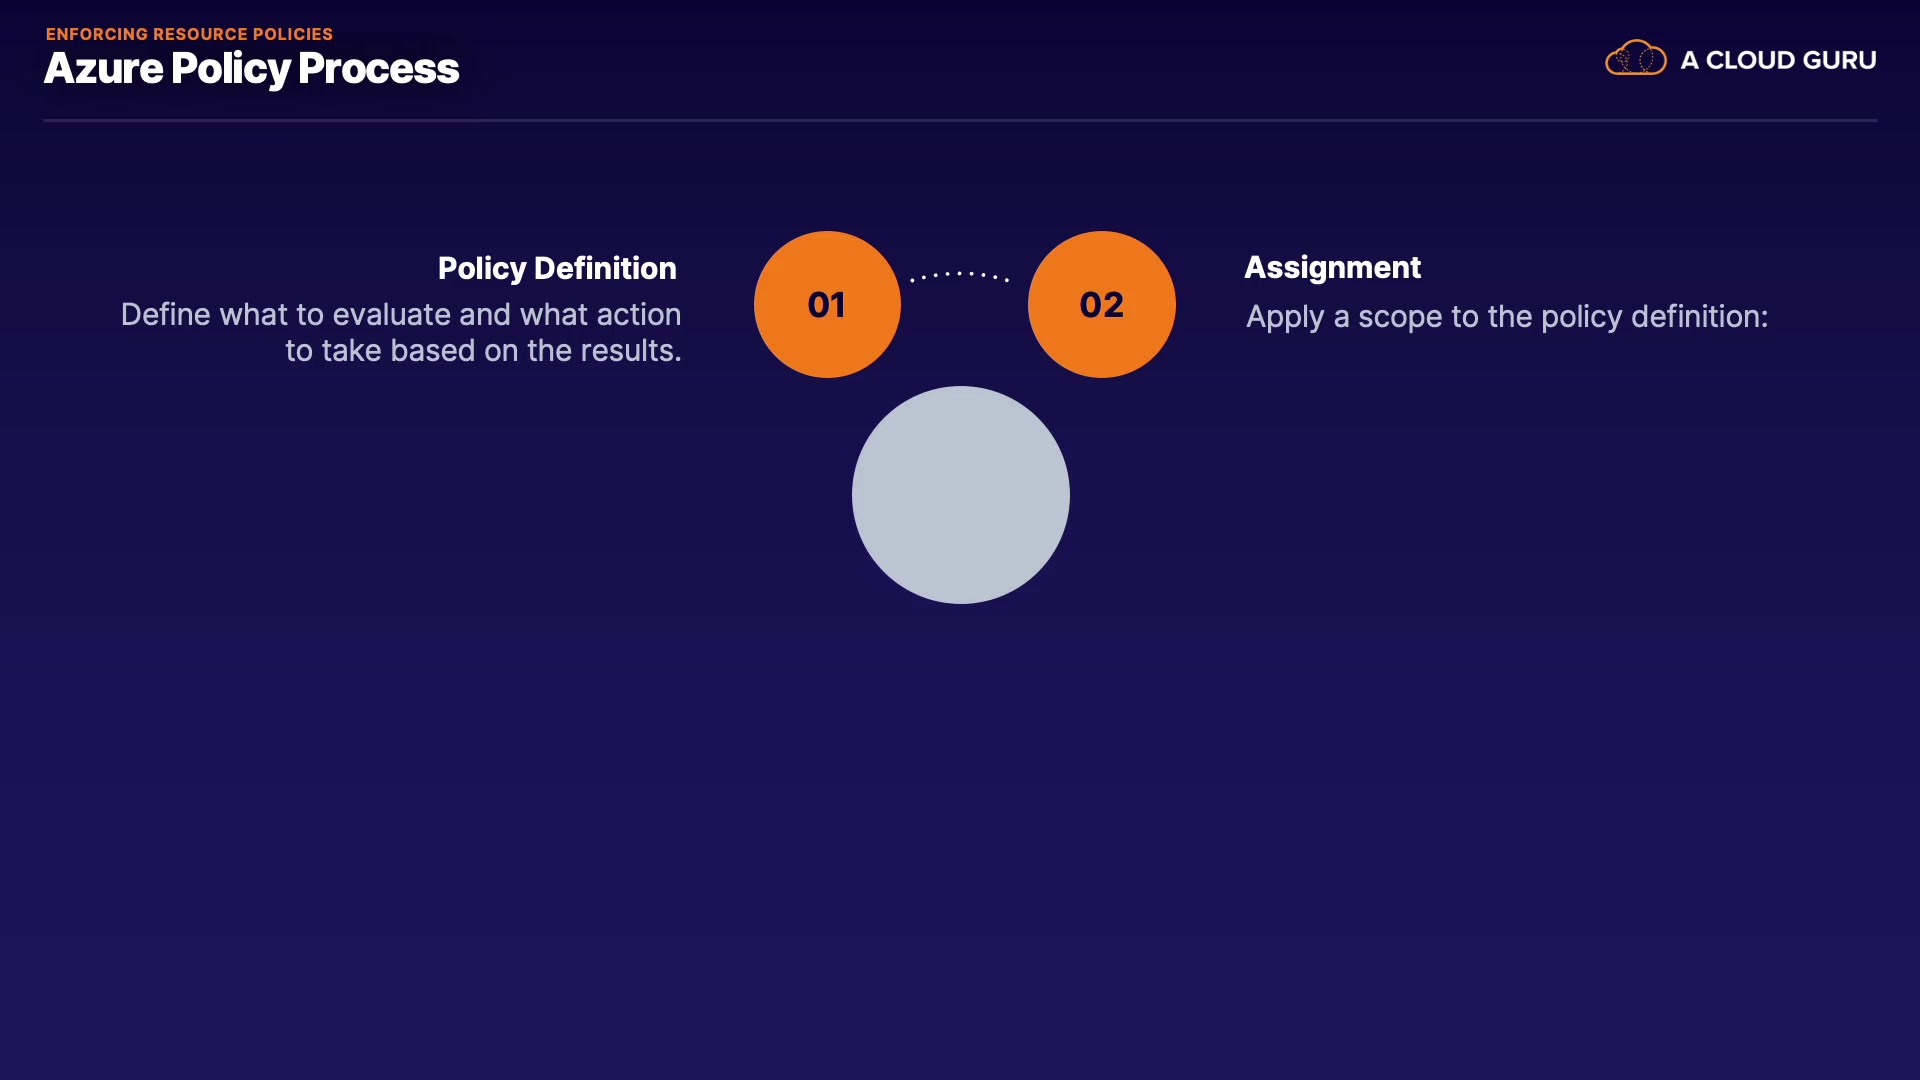 ENFORCING RESOURCE POLICIES
Azure Policy Process
A CLOUD GURU
Policy Definition
Define what to evaluate and what action
to take based on the results.
01
02
Assignment
Apply a scope to the policy definition: